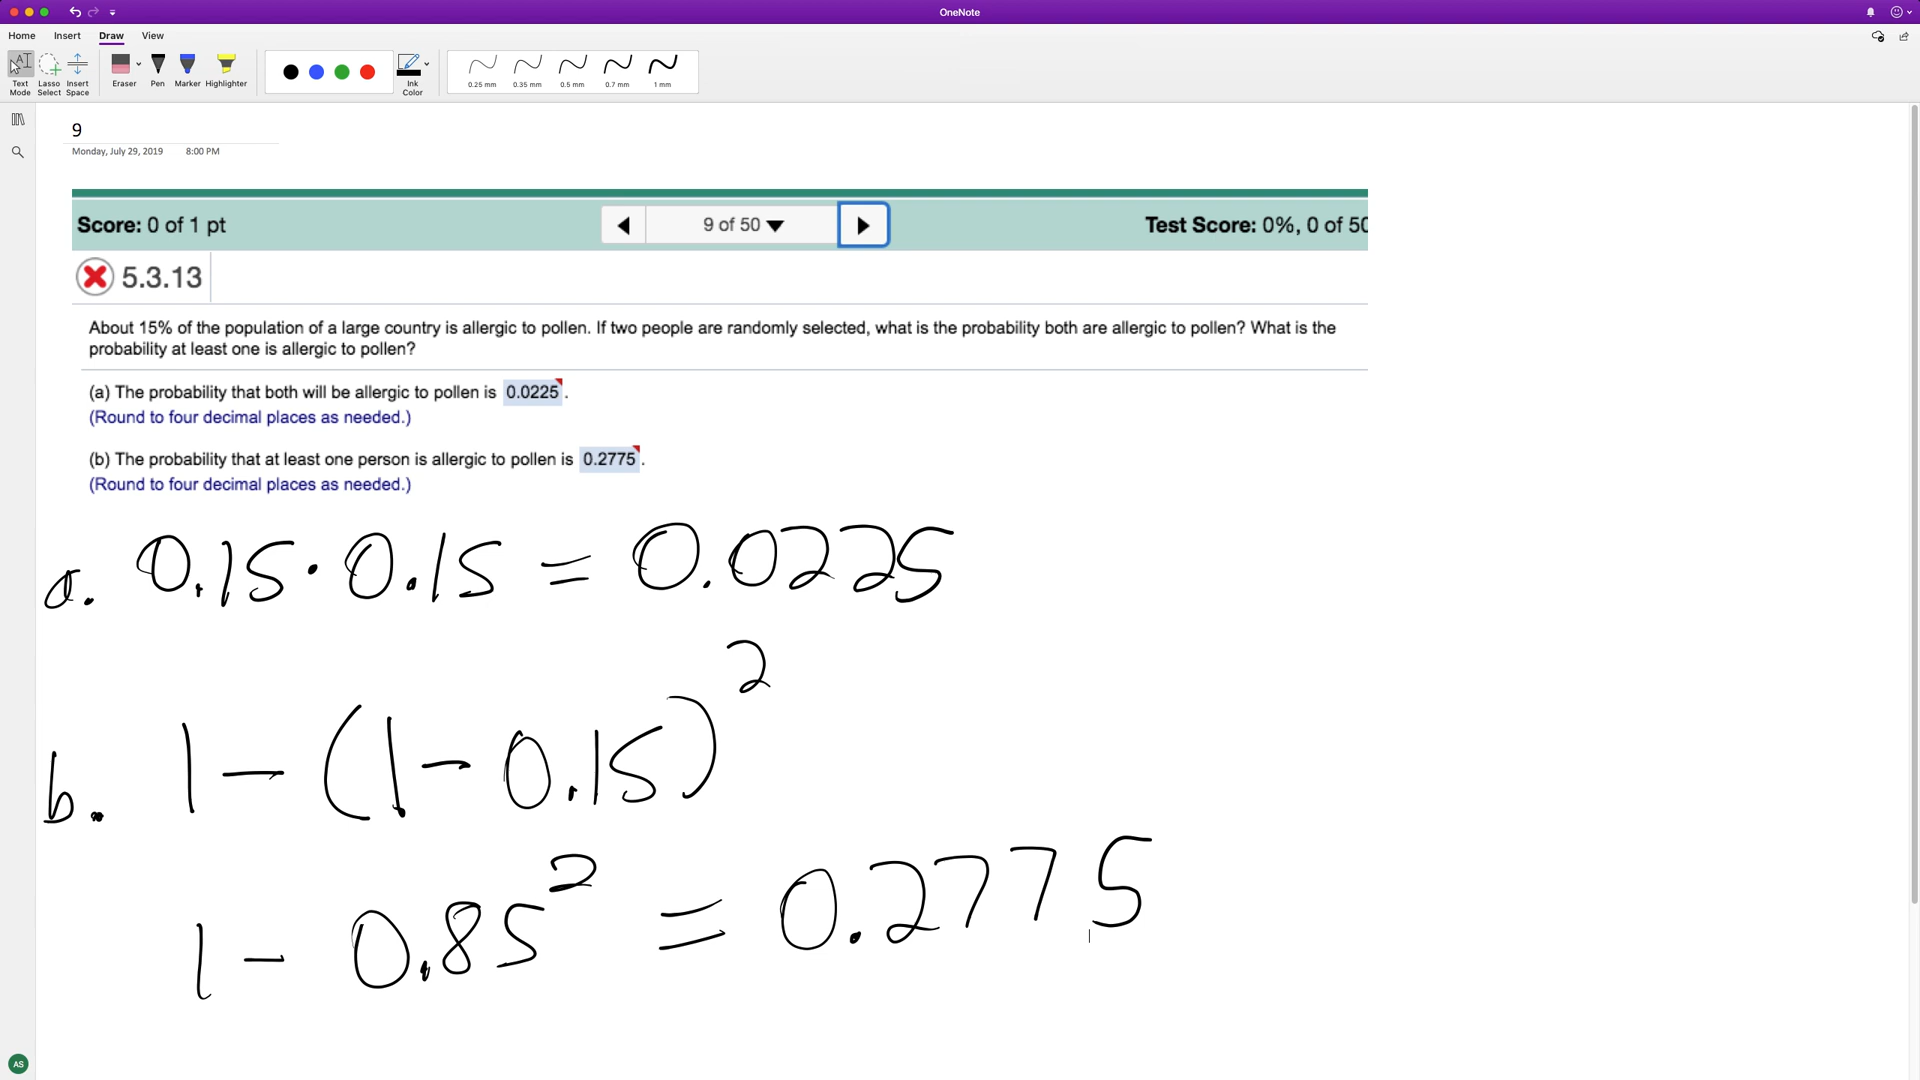 OneNote
Home Insert Draw View
Text Mode Lasso Select Insert Space Eraser Pen Marker Highlighter Ink Color 0.25 mm 0.35 mm 0.5 mm 0.7 mm 1 mm
9
Monday, July 29, 2019 8:00 PM
Score: 0 of 1 pt 9 of 50 Test Score: 0%, 0 of 50
5.3.13
About 15% of the population of a large country is allergic to pollen. If two people are randomly selected, what is the probability both are allergic to pollen? What is the
probability at least one is allergic to pollen?
(a) The probability that both will be allergic to pollen is 0.0225.
(Round to four decimal places as needed.)
(b) The probability that at least one person is allergic to pollen is 0.2775.
(Round to four decimal places as needed.)
a. 0.15 · 0.15 = 0.0225
b. 1 - (1 - 0.15)²
1 - 0.85² = 0.2775
AS